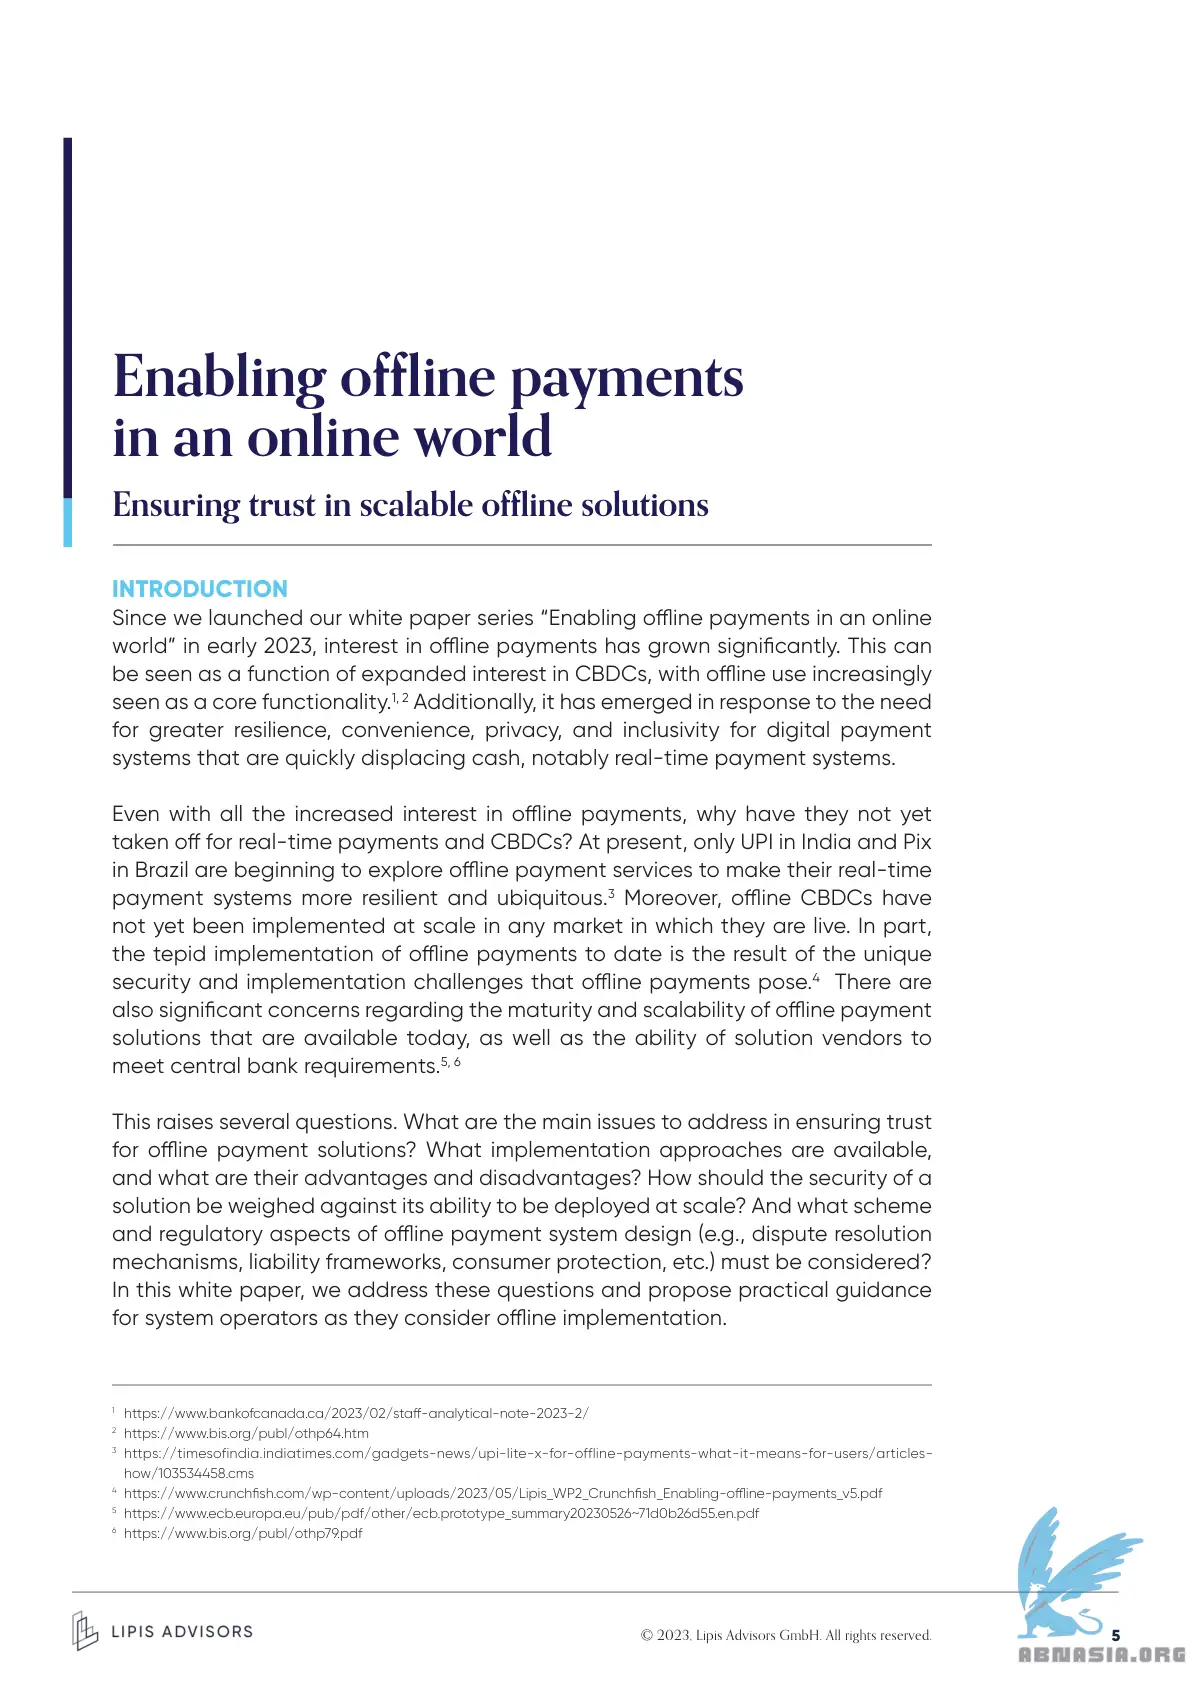 Enabling offline payments
in an online world
Ensuring trust in scalable offline solutions
INTRODUCTION
Since we launched our white paper series “Enabling offline payments in an online
world” in early 2023, interest in offline payments has grown significantly. This can
be seen as a function of expanded interest in CBDCs, with offline use increasingly
seen as a core functionality.1, 2 Additionally, it has emerged in response to the need
for greater resilience, convenience, privacy, and inclusivity for digital payment
systems that are quickly displacing cash, notably real-time payment systems.
Even with all the increased interest in offline payments, why have they not yet
taken off for real-time payments and CBDCs? At present, only UPI in India and Pix
in Brazil are beginning to explore offline payment services to make their real-time
payment systems more resilient and ubiquitous.3 Moreover, offline CBDCs have
not yet been implemented at scale in any market in which they are live. In part,
the tepid implementation of offline payments to date is the result of the unique
security and implementation challenges that offline payments pose.4 There are
also significant concerns regarding the maturity and scalability of offline payment
solutions that are available today, as well as the ability of solution vendors to
meet central bank requirements.5, 6
This raises several questions. What are the main issues to address in ensuring trust
for offline payment solutions? What implementation approaches are available,
and what are their advantages and disadvantages? How should the security of a
solution be weighed against its ability to be deployed at scale? And what scheme
and regulatory aspects of offline payment system design (e.g., dispute resolution
mechanisms, liability frameworks, consumer protection, etc.) must be considered?
In this white paper, we address these questions and propose practical guidance
for system operators as they consider offline implementation.
1 https://www.bankofcanada.ca/2023/02/staff-analytical-note-2023-2/
2 https://www.bis.org/publ/othp64.htm
3 https://timesofindia.indiatimes.com/gadgets-news/upi-lite-x-for-offline-payments-what-it-means-for-users/articles-
how/103534458.cms
4 https://www.crunchfish.com/wp-content/uploads/2023/05/Lipis_WP2_Crunchfish_Enabling-offline-payments_v5.pdf
5 https://www.ecb.europa.eu/pub/pdf/other/ecb.prototype_summary20230526~71d0b26d55.en.pdf
6 https://www.bis.org/publ/othp79.pdf
LIPIS ADVISORS
© 2023, Lipis Advisors GmbH. All rights reserved.
5
ABNASIA.ORG